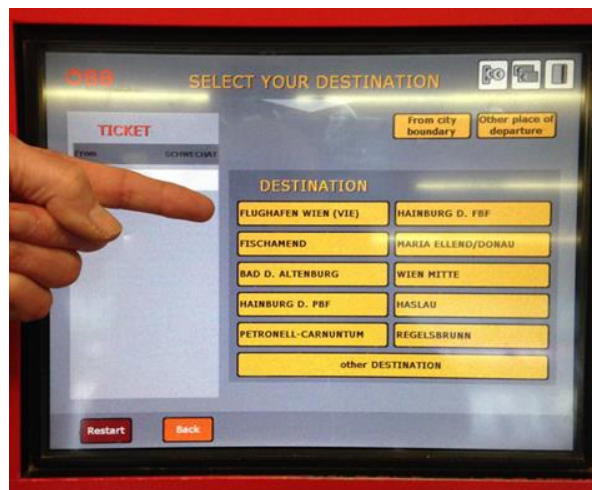 ÖBB
SELECT YOUR DESTINATION
TICKET
From city boundary
Other place of departure
From SCHWECHAT
DESTINATION
FLUGHAFEN WIEN (VIE)
HAINBURG D. FBF
FISCHAMEND
MARIA ELLEND/DONAU
BAD D. ALTENBURG
WIEN MITTE
HAINBURG D. PBF
HASLAU
PETRONELL-CARNUNTUM
REGELSBRUNN
other DESTINATION
Restart
Back